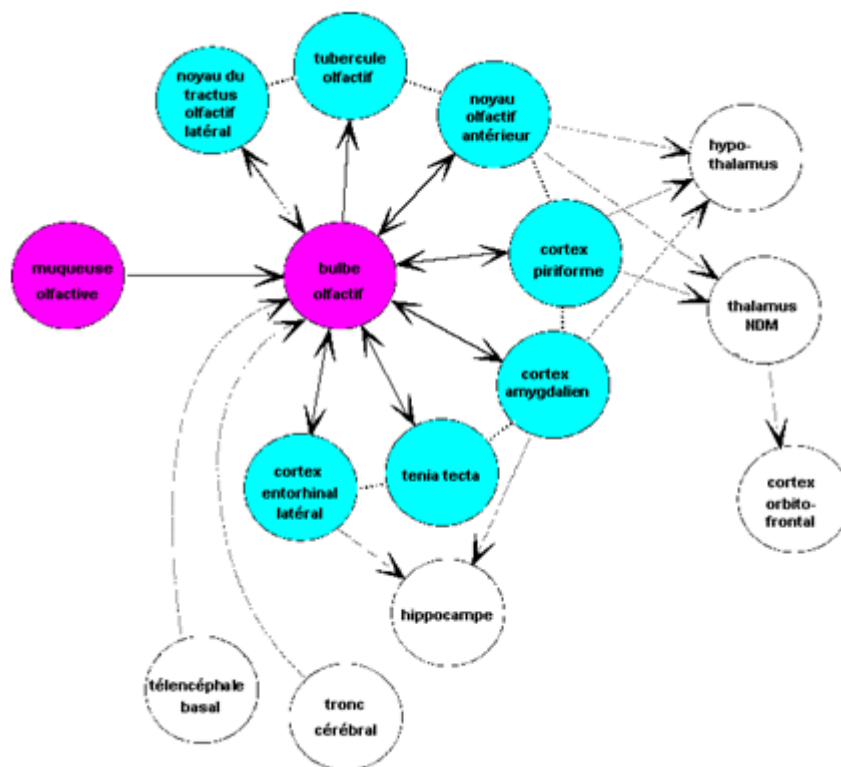 tubercule
olfactif
noyau du
tractus
olfactif
latéral
noyau
olfactif
antérieur
hypo-
thalamus
muqueuse
olfactive
bulbe
olfactif
cortex
piriforme
thalamus
NDM
cortex
amygdalien
cortex
entorhinal
latéral
tenia tecta
cortex
orbito-
frontal
hippocampe
télencéphale
basal
tronc
cérébral